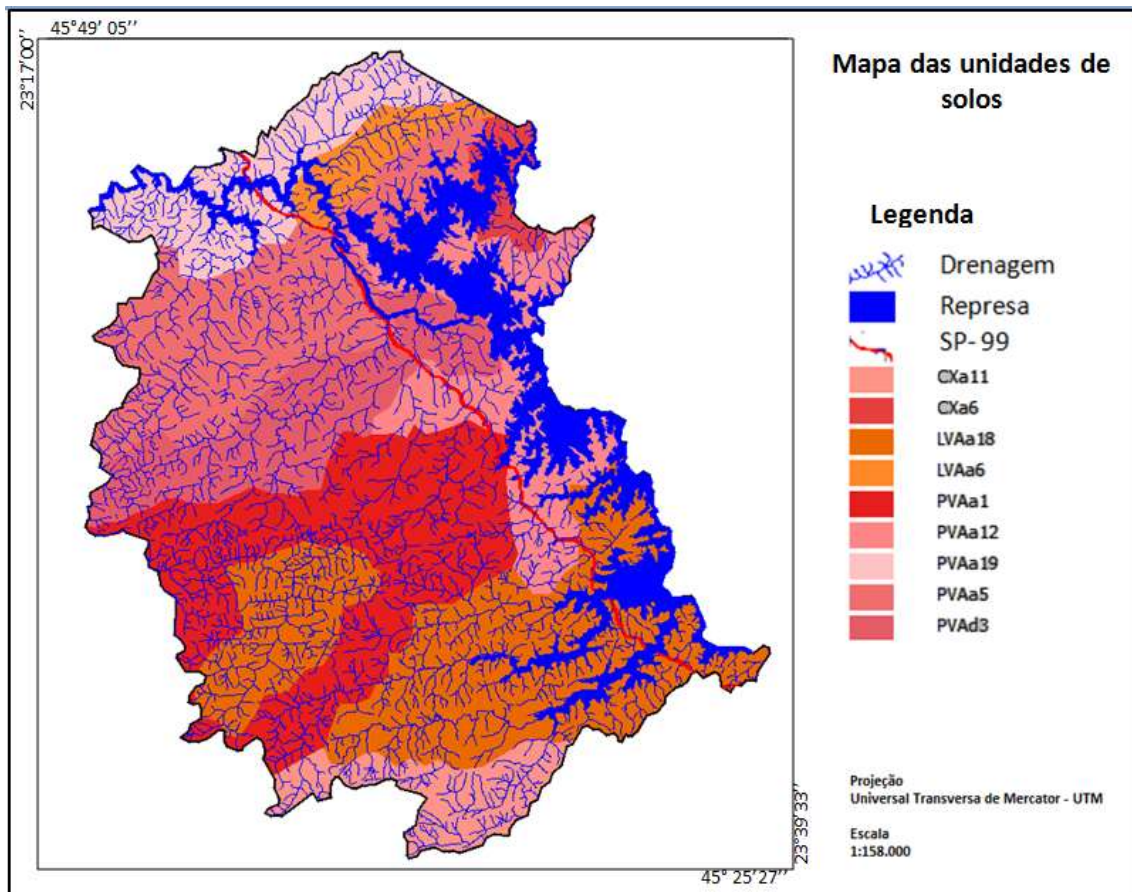 45°49’ 05’’
23°17’00’’
Mapa das unidades de
solos
Legenda
Drenagem
Represa
SP-99
CXa11
CXa6
LVAa18
LVAa6
PVAa1
PVAa12
PVAa19
PVAa5
PVAd3
Projeção
Universal Transversa de Mercator - UTM
Escala
1:158.000
23°39’33’’
45° 25’27’’